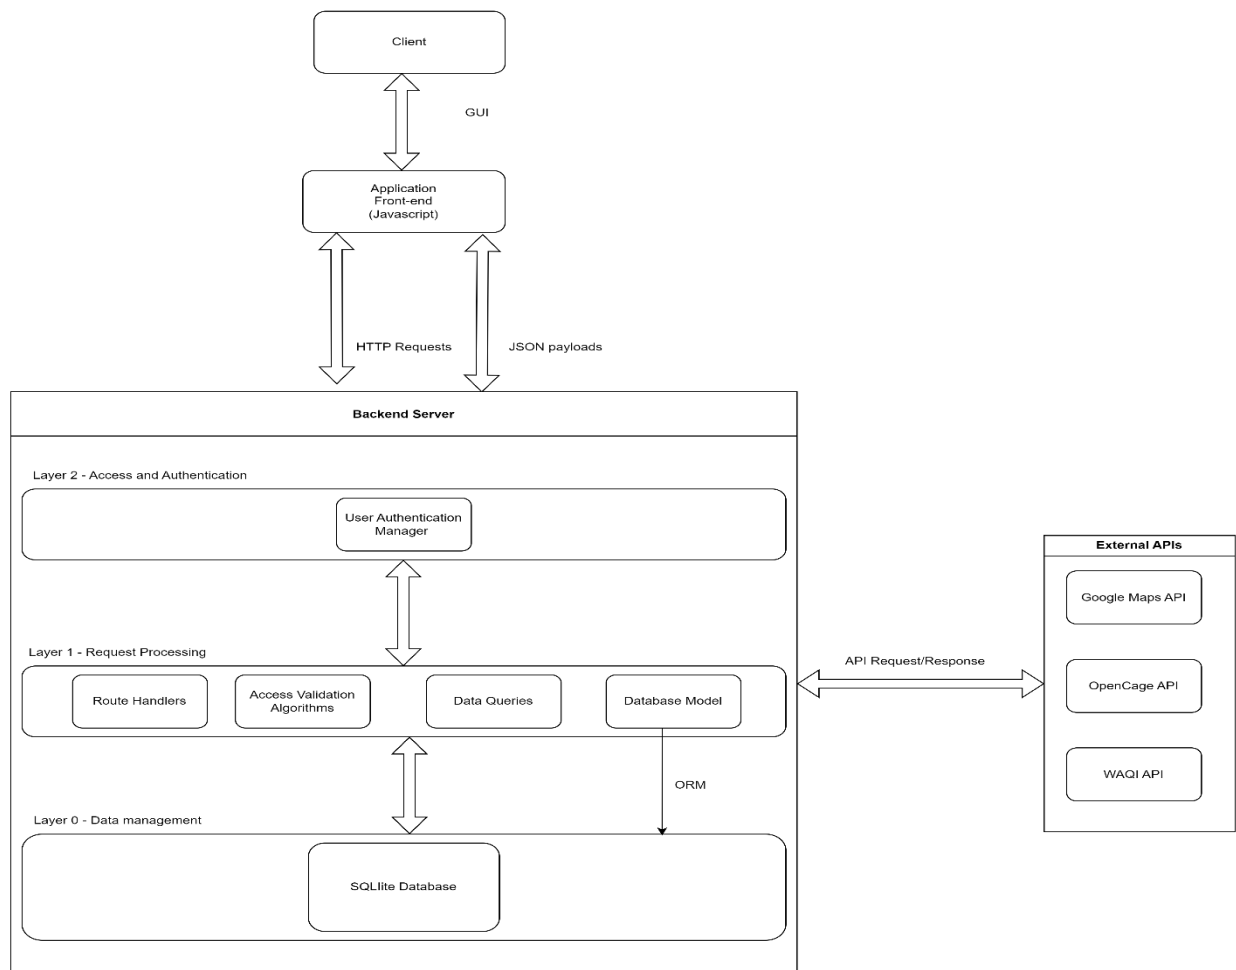 Client
GUI
Application
Front-end
(Javascript)
HTTP Requests
JSON payloads
Backend Server
Layer 2 - Access and Authentication
User Authentication
Manager
Layer 1 - Request Processing
Route Handlers
Access Validation
Algorithms
Data Queries
Database Model
ORM
Layer 0 - Data management
SQLlite Database
API Request/Response
External APIs
Google Maps API
OpenCage API
WAQI API